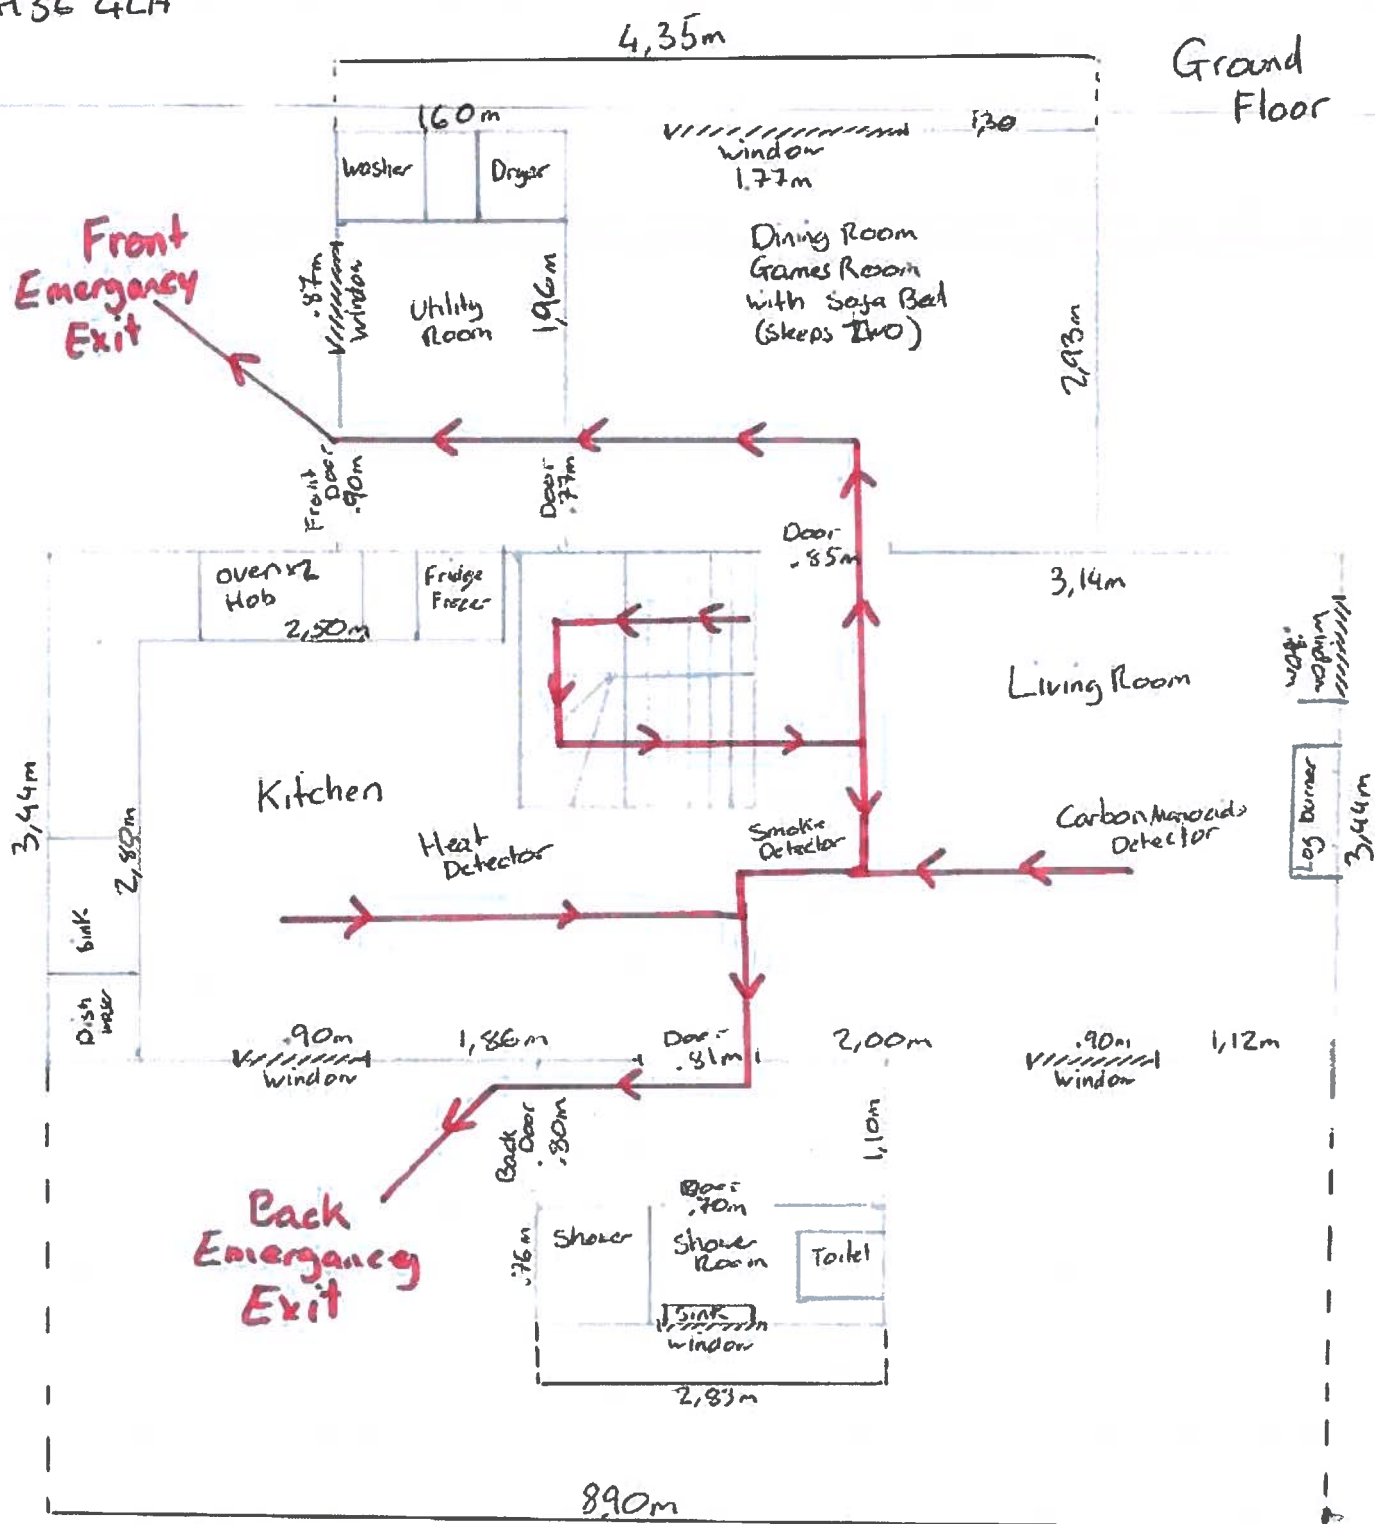 4,35m
Ground
Floor
1,60m
1,30
Washer
Dryer
window
1.77m
Front
Emergancy
Exit
.87m
window
Utility
Room
1,96m
Dining Room
Games Room
with Sofa Bed
(Sleeps Two)
2,93m
Front
Door
.90m
Door
.77m
Door
.85m
Oven x2
Hob
Fridge
Freezer
2,50m
3,14m
Living Room
window
Kitchen
3,44m
2,80m
Heat
Detector
Smoke
Detector
Carbon Monoxide
Detector
Log burner
3,44m
Sink
Dish
washer
.90m
window
1,86m
Door
.81m
2,00m
.90m
window
1,12m
Back
Door
.80m
1,10m
Back
Emergancy
Exit
Door
.70m
.76m
Shower
Shower
Room
Toilet
Sink
window
2,83m
8,90m